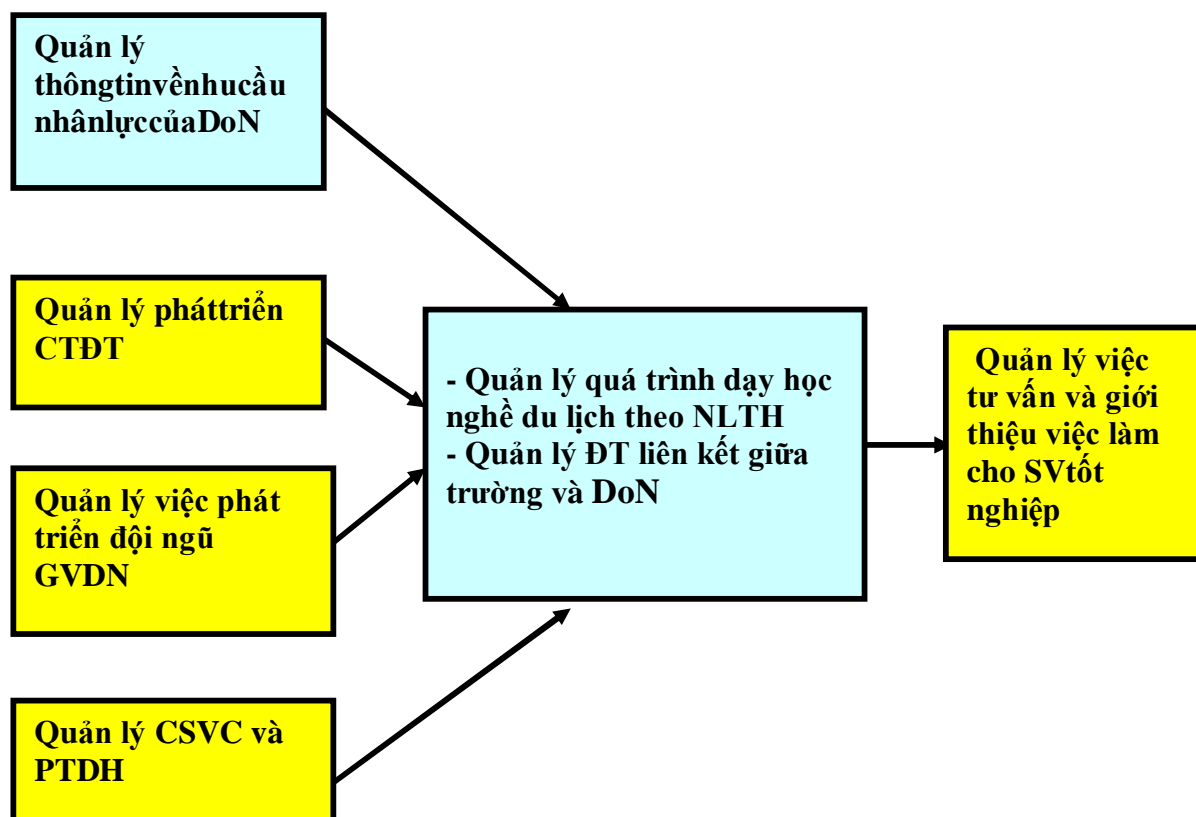 Quản lý
thôngtinvềnhucầu
nhânlựccủaDoN
Quản lý pháttriển
CTĐT
Quản lý việc phát
triển đội ngũ
GVDN
Quản lý CSVC và
PTDH
- Quản lý quá trình dạy học
nghề du lịch theo NLTH
- Quản lý ĐT liên kết giữa
trường và DoN
Quản lý việc
tư vấn và giới
thiệu việc làm
cho SVtốt
nghiệp